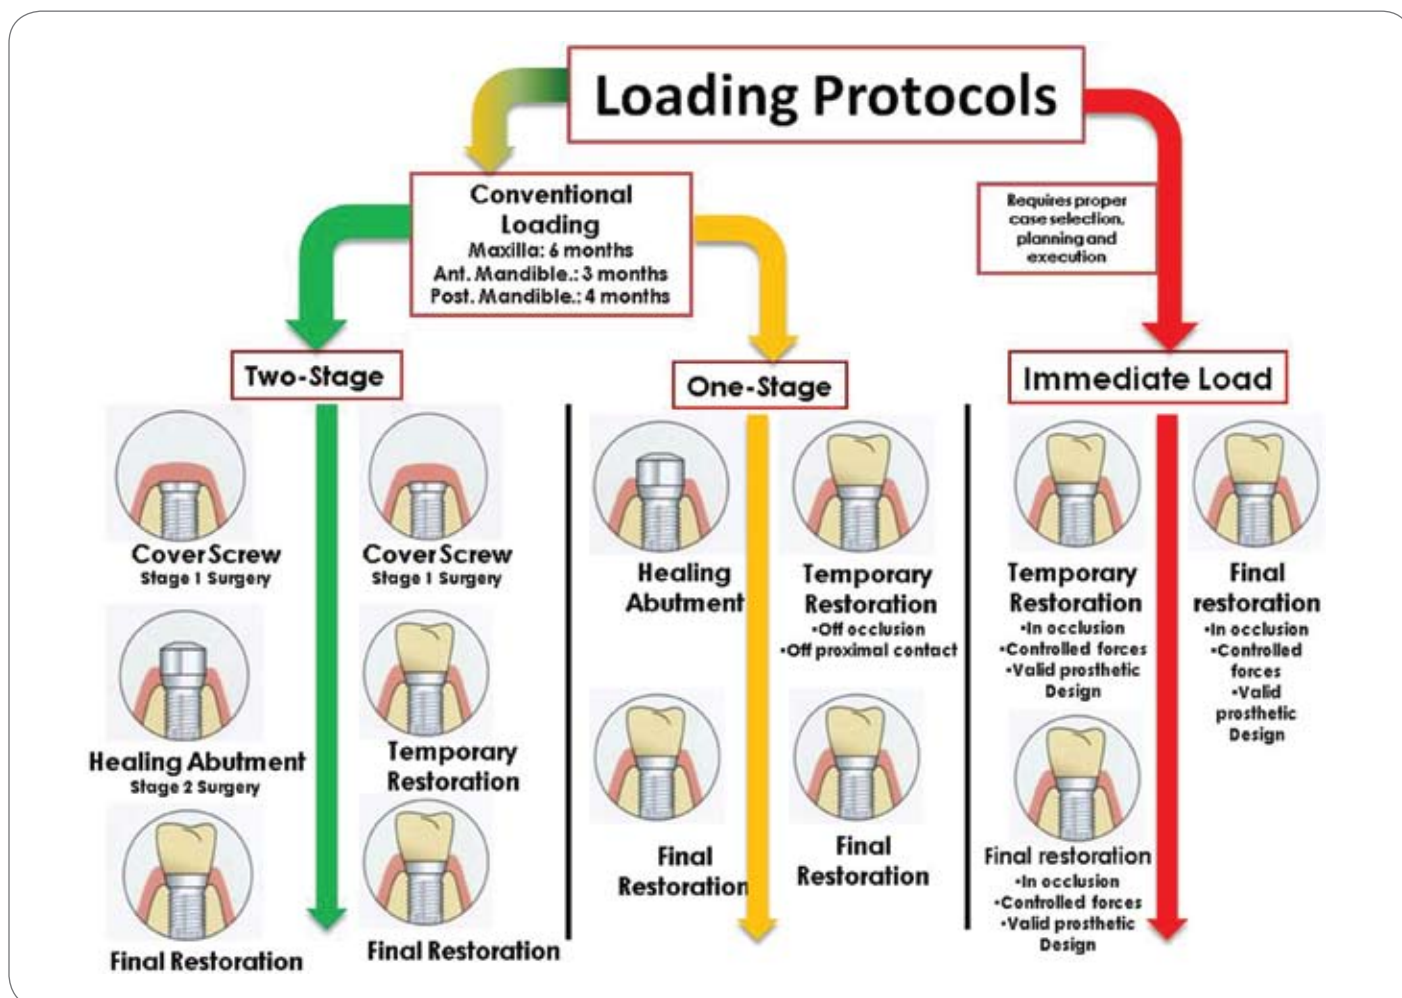 Loading Protocols
Conventional
Loading
Maxilla: 6 months
Ant. Mandible.: 3 months
Post. Mandible.: 4 months
Requires proper
case selection,
planning and
execution
Two-Stage
Cover Screw
Stage 1 Surgery
Healing Abutment
Stage 2 Surgery
Final Restoration
Cover Screw
Stage 1 Surgery
Temporary
Restoration
Final Restoration
One-Stage
Healing
Abutment
Final
Restoration
Temporary
Restoration
•Off occlusion
•Off proximal contact
Final
Restoration
Immediate Load
Temporary
Restoration
•In occlusion
•Controlled forces
•Valid prosthetic
Design
Final restoration
•In occlusion
•Controlled forces
•Valid prosthetic
Design
Final
restoration
•In occlusion
•Controlled
forces
•Valid
prosthetic
Design